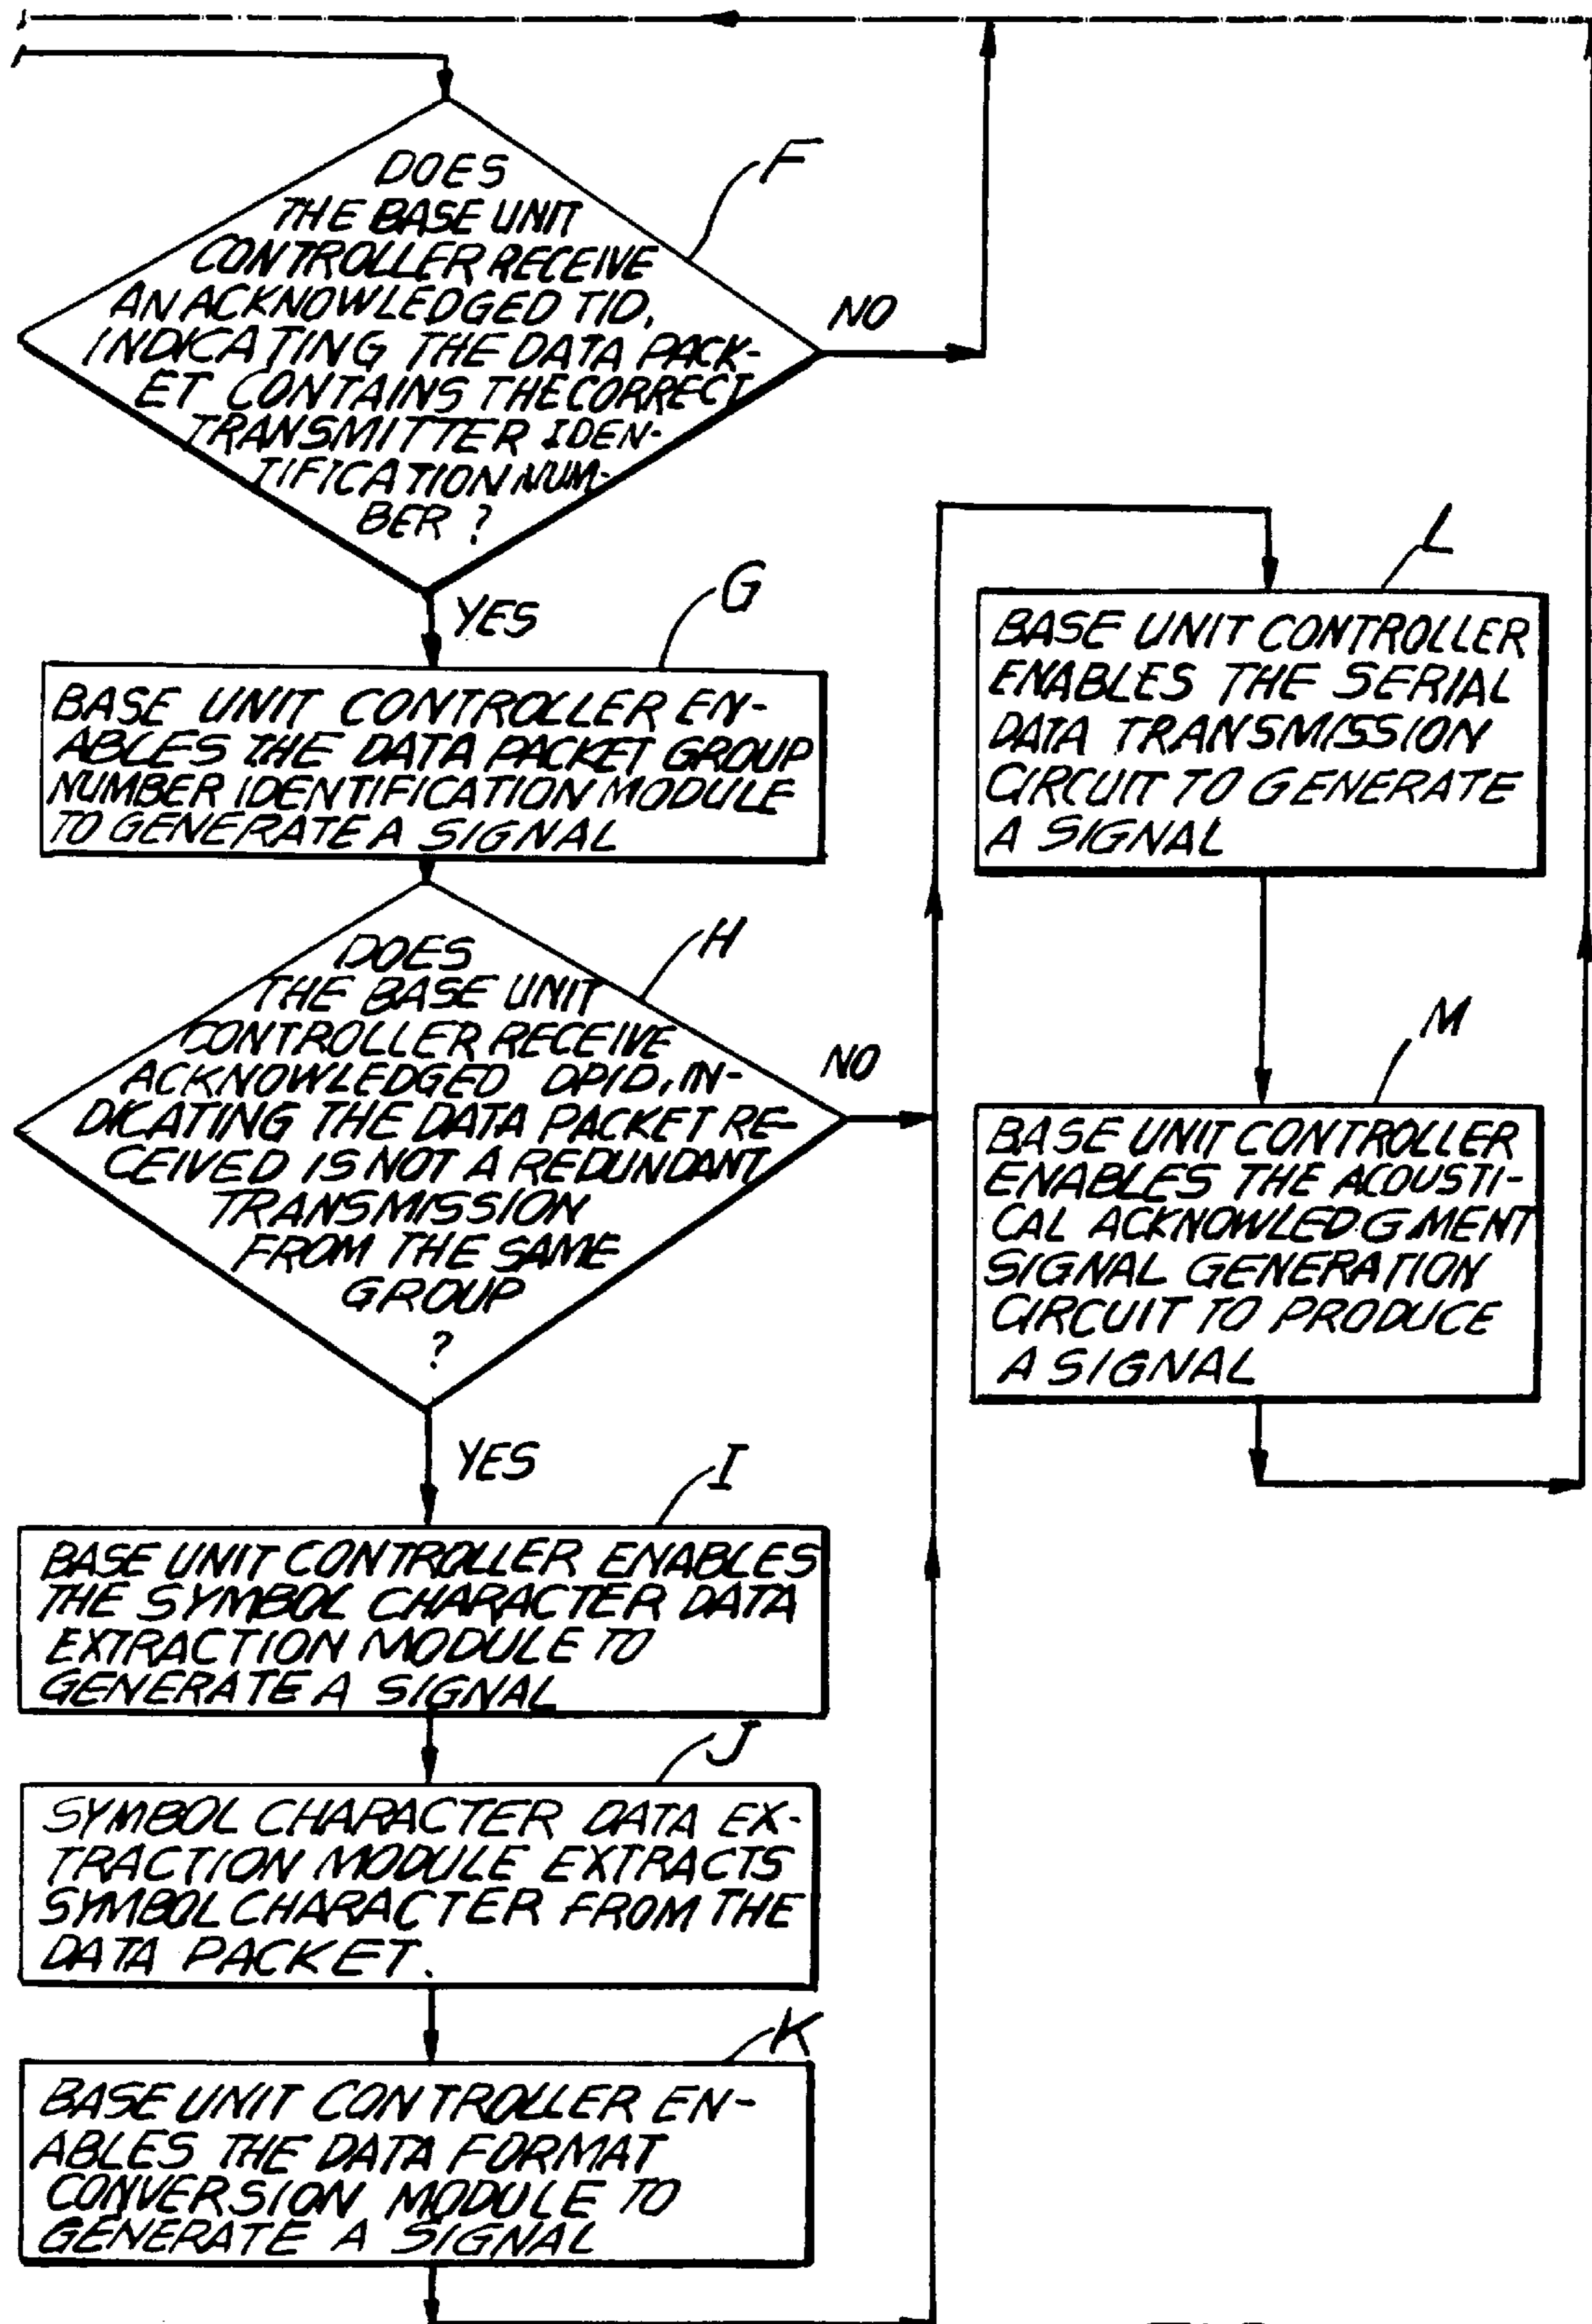 F
DOES
THE BASE UNIT
CONTROLLER RECEIVE
AN ACKNOWLEDGED TID,
INDICATING THE DATA PACK-
ET CONTAINS THE CORRECT
TRANSMITTER IDEN-
TIFICATION NUM-
BER ?
NO
YES
G
BASE UNIT CONTROLLER EN-
ABLES THE DATA PACKET GROUP
NUMBER IDENTIFICATION MODULE
TO GENERATE A SIGNAL
H
DOES
THE BASE UNIT
CONTROLLER RECEIVE
ACKNOWLEDGED DPID, IN-
DICATING THE DATA PACKET RE-
CEIVED IS NOT A REDUNDANT
TRANSMISSION
FROM THE SAME
GROUP
?
NO
YES
I
BASE UNIT CONTROLLER ENABLES
THE SYMBOL CHARACTER DATA
EXTRACTION MODULE TO
GENERATE A SIGNAL
J
SYMBOL CHARACTER DATA EX-
TRACTION MODULE EXTRACTS
SYMBOL CHARACTER FROM THE
DATA PACKET.
K
BASE UNIT CONTROLLER EN-
ABLES THE DATA FORMAT
CONVERSION MODULE TO
GENERATE A SIGNAL
L
BASE UNIT CONTROLLER
ENABLES THE SERIAL
DATA TRANSMISSION
CIRCUIT TO GENERATE
A SIGNAL
M
BASE UNIT CONTROLLER
ENABLES THE ACOUSTI-
CAL ACKNOWLEDGMENT
SIGNAL GENERATION
CIRCUIT TO PRODUCE
A SIGNAL